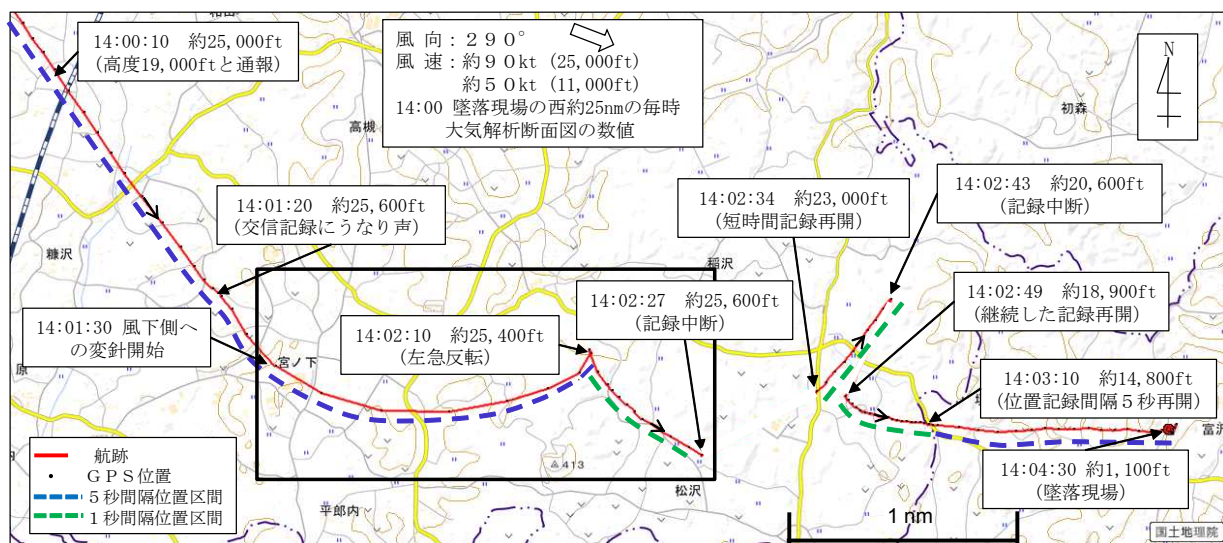 和田
14:00:10　約25,000ft
(高度19,000ftと通報)
風 向：２９０°
風 速：約９０kt (25,000ft)
約５０kt (11,000ft)
14:00 墜落現場の西約25nmの毎時
大気解析断面図の数値
N
初森
高槻
14:01:20　約25,600ft
(交信記録にうなり声)
14:02:34　約23,000ft
(短時間記録再開)
14:02:43　約20,600ft
(記録中断)
糠沢
稲沢
14:02:27　約25,600ft
(記録中断)
14:02:49　約18,900ft
(継続した記録再開)
14:01:30 風下側へ
の変針開始
14:02:10　約25,400ft
(左急反転)
宮ノ下
原
14:03:10　約14,800ft
(位置記録間隔５秒再開)
富沢
内
航跡
ＧＰＳ位置
５秒間隔位置区間
１秒間隔位置区間
413
松沢
平郎内
14:04:30 約1,100ft
(墜落現場)
1 nm
国土地理院